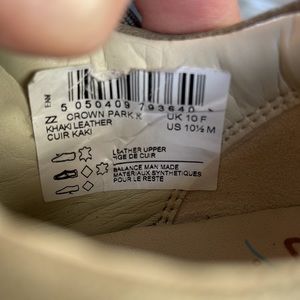 5 050409 793640
ZZ CROWN PARK K UK 10 F
KHAKI LEATHER US 10½ M
CUIR KAKI
LEATHER UPPER
TIGE DE CUIR
BALANCE MAN MADE
MATERIAUX SYNTHETIQUES
POUR LE RESTE